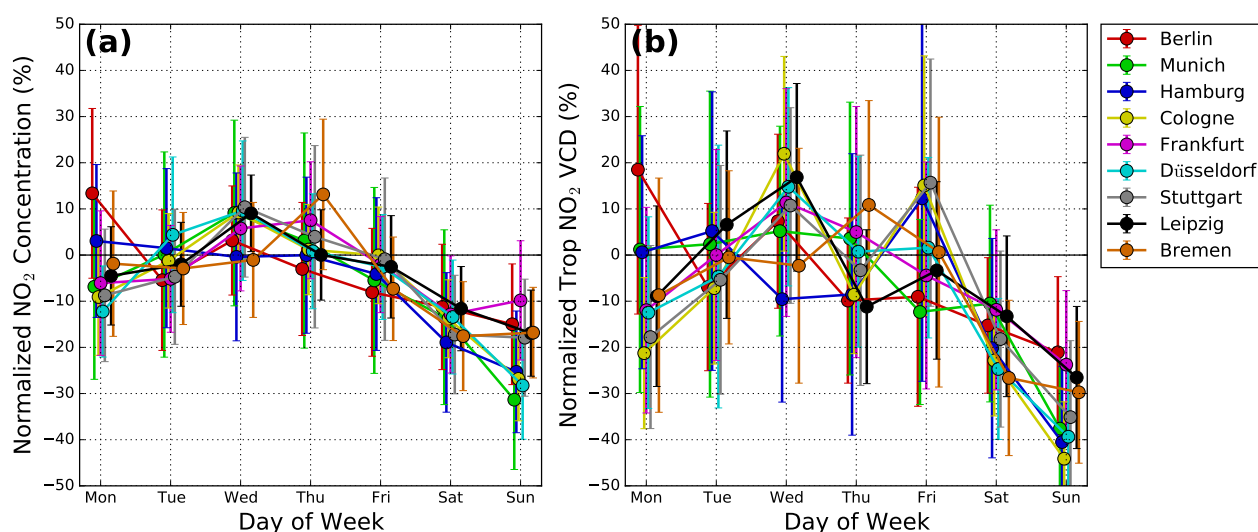 (a)
Normalized NO₂ Concentration (%)
50
40
30
20
10
0
−10
−20
−30
−40
−50
Mon Tue Wed Thu Fri Sat Sun
Day of Week
(b)
Normalized Trop NO₂ VCD (%)
50
40
30
20
10
0
−10
−20
−30
−40
−50
Mon Tue Wed Thu Fri Sat Sun
Day of Week
Berlin
Munich
Hamburg
Cologne
Frankfurt
Düsseldorf
Stuttgart
Leipzig
Bremen